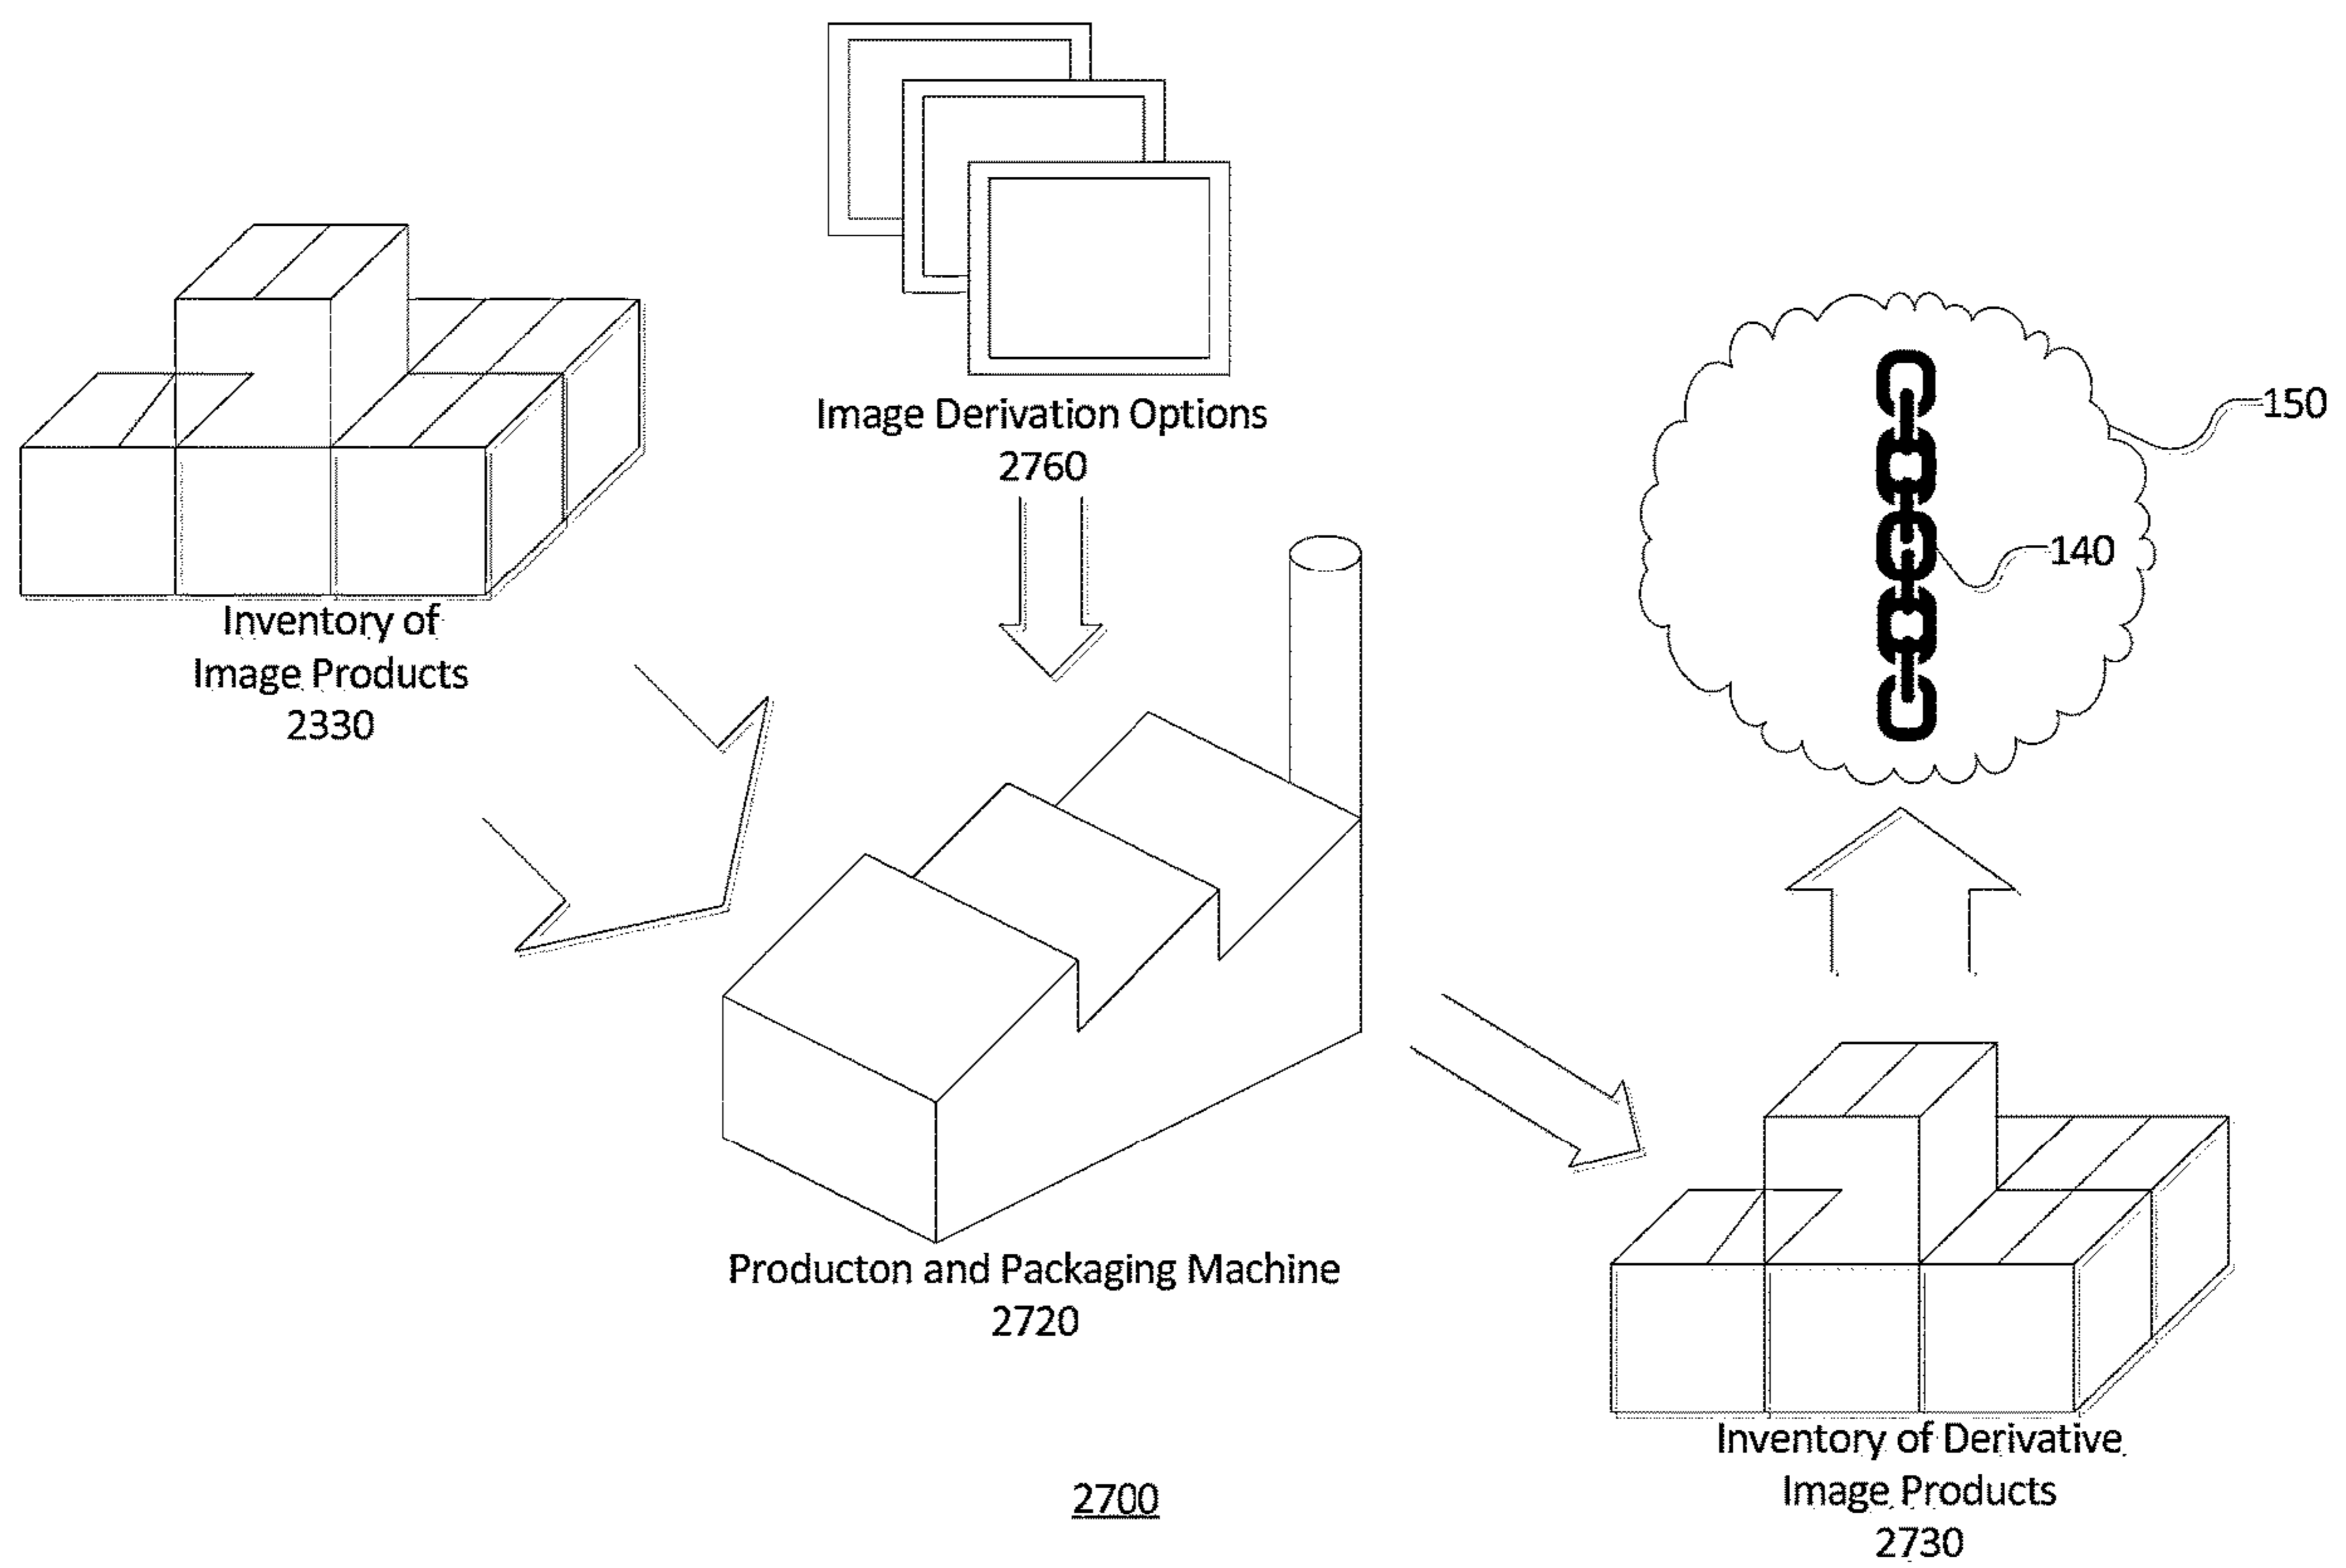 Image Derivation Options
2760
150
140
Inventory of
Image Products
2330
Producton and Packaging Machine
2720
Inventory of Derivative
Image Products
2730
2700